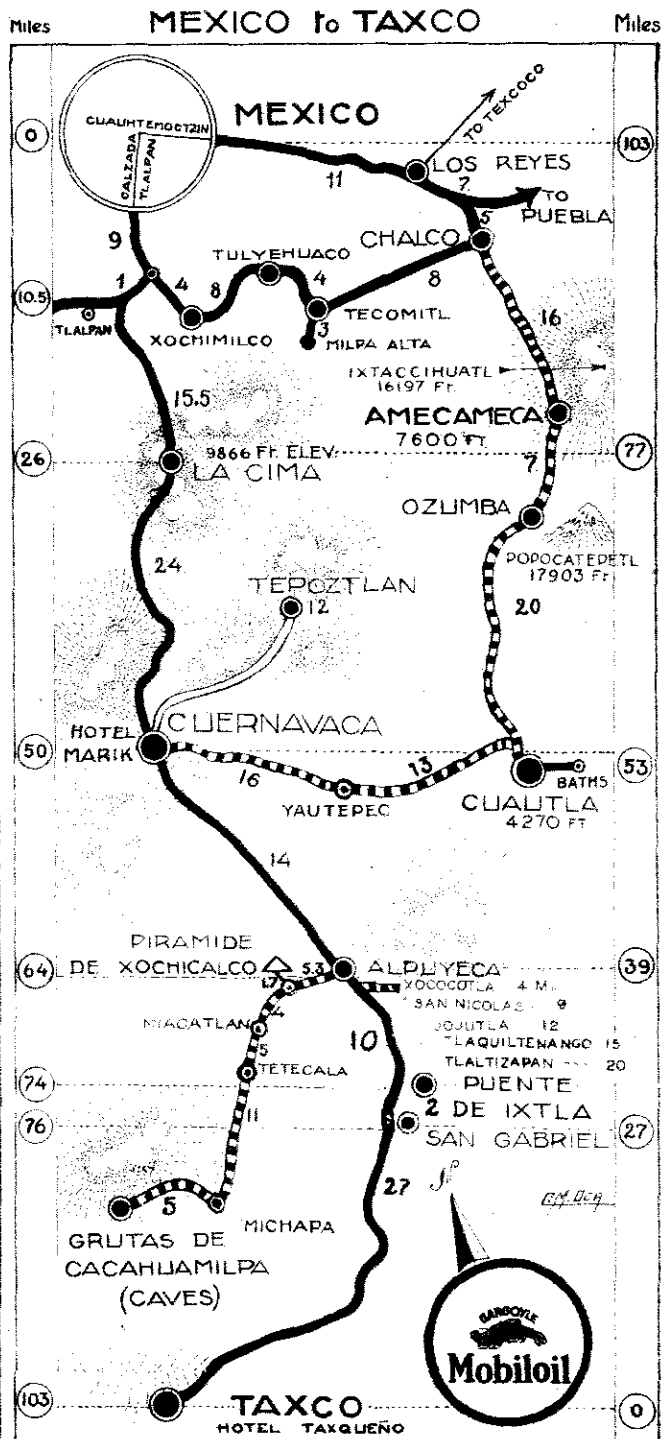 Miles MEXICO to TAXCO Miles
CUAUHTEMOCTZIN
CALZADA
TLALPAN
MEXICO
TO TEXCOCO
0
103
LOS REYES
11
7
TO
PUEBLA
5
CHALCO
9
TULYEHUACO
1
4
8
4
8
10.5
TLALPAN
XOCHIMILCO
TECOMITL
3
MILPA ALTA
16
IXTACCIHUATL
16197 FT.
15.5
AMECAMECA
7600 FT
9866 FT. ELEV.
26
LA CIMA
7
77
OZUMBA
POPOCATEPETL
17903 FT
24
TEPOZTLAN
12
20
CUERNAVACA
HOTEL
MARIK
50
53
16
13
YAUTEPEC
BATHS
CUAUTLA
4270 FT
14
PIRAMIDE
DE XOCHICALCO
64
1.7
5.3
ALPUYECA
39
XOCOCOTLA 4 M.
SAN NICOLAS 9
JOJUTLA 12
TLAQUILTENANGO 15
TLALTIZAPAN --- 20
4
MIACATLAN
10
5
TETECALA
74
PUENTE
DE IXTLA
2
76
11
SAN GABRIEL
27
27
5
MICHAPA
GRUTAS DE
CACAHUAMILPA
(CAVES)
GARGOYLE
Mobiloil
103
TAXCO
HOTEL TAXQUEÑO
0